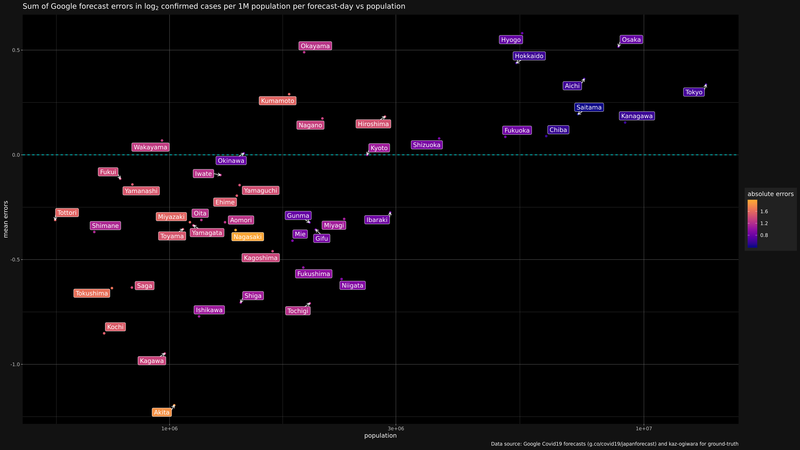 Sum of Google forecast errors in log₂ confirmed cases per 1M population per forecast-day vs population
mean errors
0.5
0.0
-0.5
-1.0
Okayama
Hyogo
Osaka
Hokkaido
Aichi
Tokyo
Kumamoto
Saitama
Kanagawa
Nagano
Hiroshima
Fukuoka
Chiba
Wakayama
Kyoto
Shizuoka
Okinawa
Fukui
Iwate
Yamanashi
Yamaguchi
Ehime
Tottori
Miyazaki
Oita
Aomori
Gunma
Miyagi
Ibaraki
Shimane
Toyama
Yamagata
Nagasaki
Mie
Gifu
Kagoshima
Fukushima
Niigata
Tokushima
Saga
Shiga
Ishikawa
Tochigi
Kochi
Kagawa
Akita
absolute errors
1.6
1.2
0.8
1e+06
3e+06
1e+07
population
Data source: Google Covid19 forecasts (g.co/covid19/japanforecast) and kaz-ogiwara for ground-truth